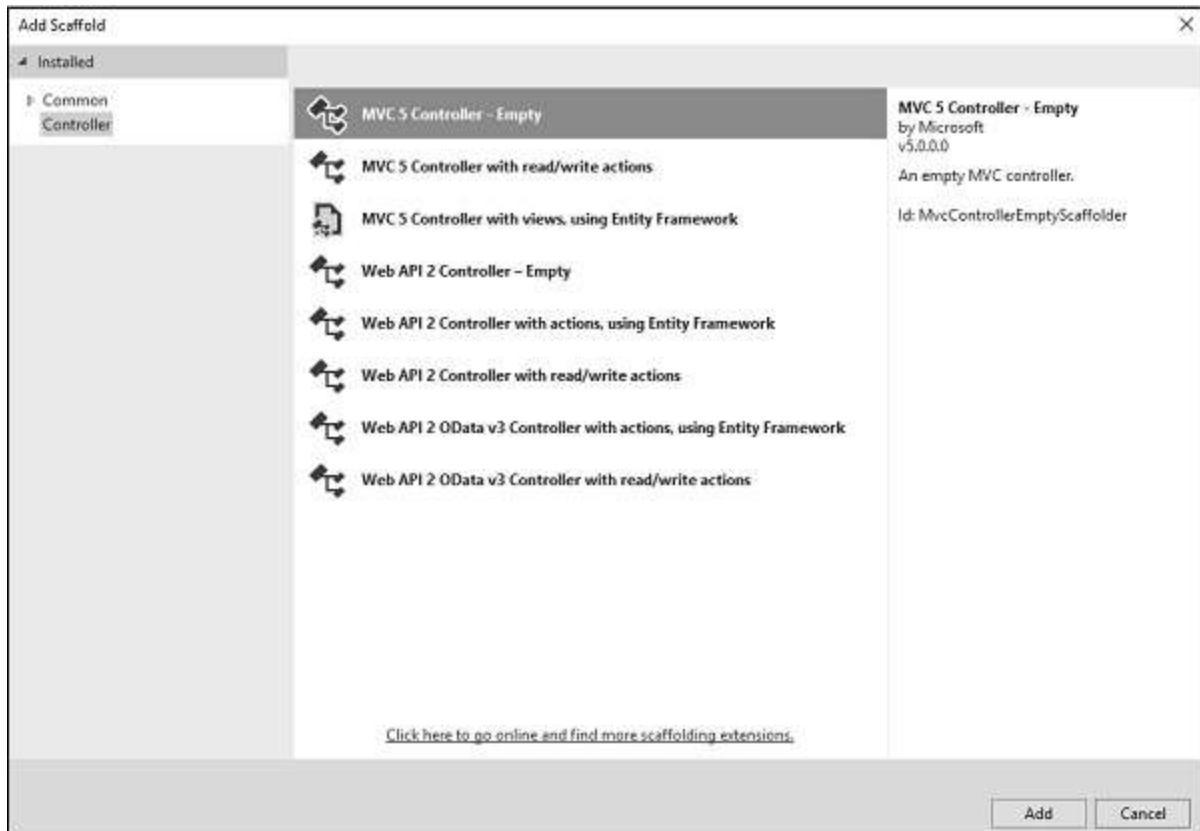 Add Scaffold
Installed
Common
Controller
MVC 5 Controller - Empty
MVC 5 Controller with read/write actions
MVC 5 Controller with views, using Entity Framework
Web API 2 Controller – Empty
Web API 2 Controller with actions, using Entity Framework
Web API 2 Controller with read/write actions
Web API 2 OData v3 Controller with actions, using Entity Framework
Web API 2 OData v3 Controller with read/write actions
Click here to go online and find more scaffolding extensions.
MVC 5 Controller - Empty
by Microsoft
v5.0.0.0
An empty MVC controller.
Id: MvcControllerEmptyScaffolder
Add
Cancel